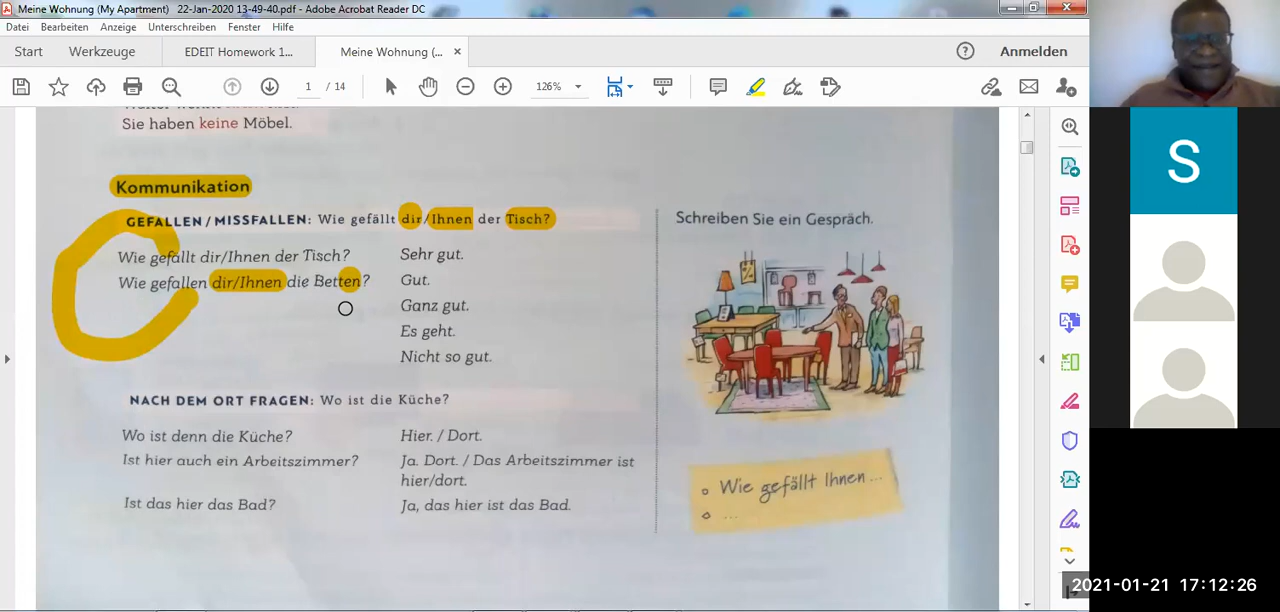 Meine Wohnung (My Apartment) 22-Jan-2020 13-49-40.pdf - Adobe Acrobat Reader DC
Datei Bearbeiten Anzeige Unterschreiben Fenster Hilfe
Start Werkzeuge EDEIT Homework 1... Meine Wohnung (... × Anmelden
1 / 14 126%
Sie haben keine Möbel.
Kommunikation
GEFALLEN / MISSFALLEN: Wie gefällt dir/Ihnen der Tisch?
Wie gefällt dir/Ihnen der Tisch? Sehr gut.
Wie gefallen dir/Ihnen die Betten? Gut.
Ganz gut.
Es geht.
Nicht so gut.
NACH DEM ORT FRAGEN: Wo ist die Küche?
Wo ist denn die Küche? Hier. / Dort.
Ist hier auch ein Arbeitszimmer? Ja. Dort. / Das Arbeitszimmer ist
hier/dort.
Ist das hier das Bad? Ja, das hier ist das Bad.
Schreiben Sie ein Gespräch.
Wie gefällt Ihnen ...
...
S
2021-01-21 17:12:26